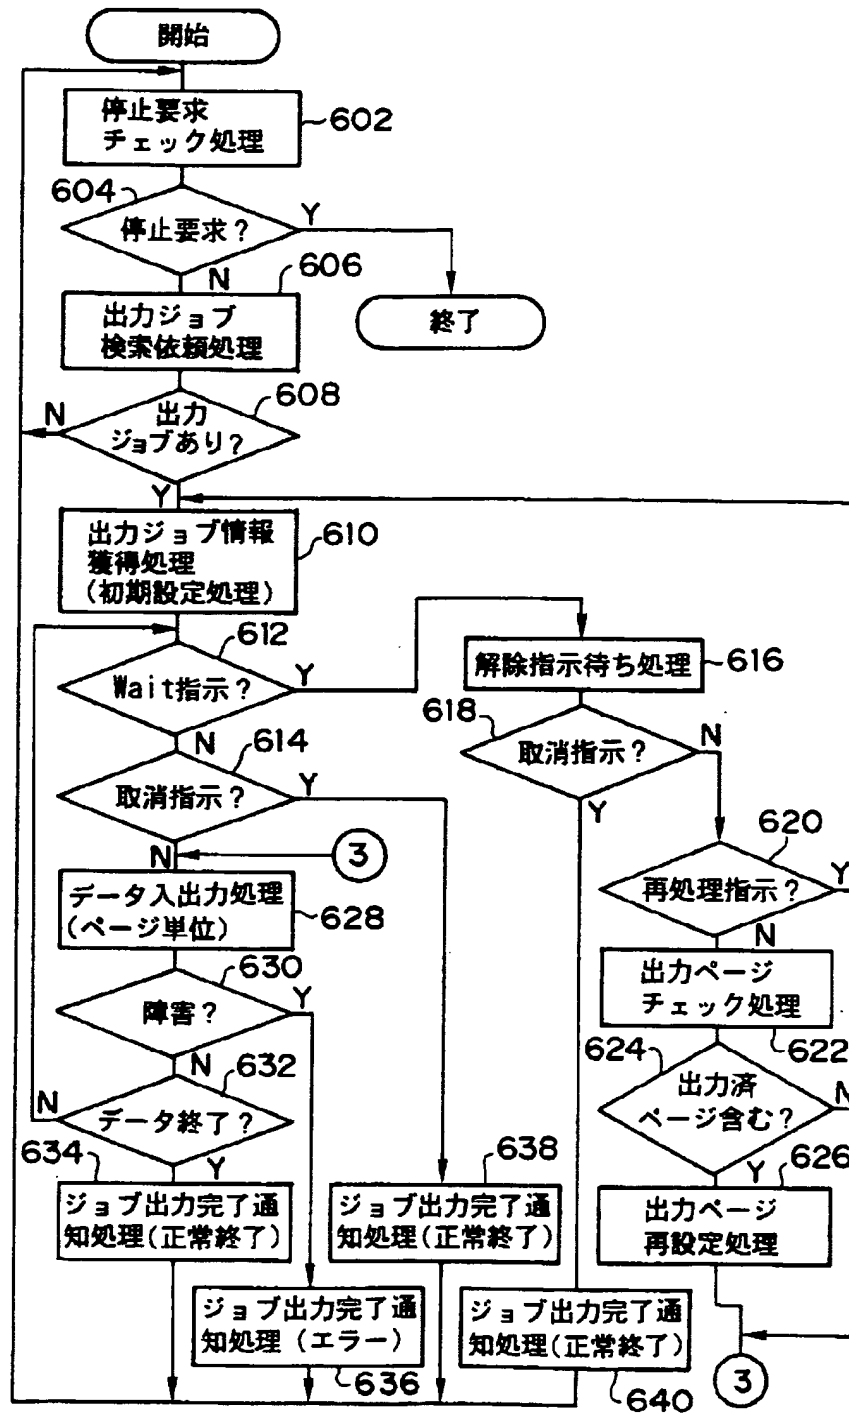 開始
停止要求
チェック処理
602
604
停止要求?
Y
N
606
出力ジョブ
検索依頼処理
終了
608
出力
ジョブあり?
N
Y
出力ジョブ情報
獲得処理
(初期設定処理)
610
612
Wait指示?
Y
N
解除指示待ち処理
616
618
取消指示?
N
Y
614
取消指示?
Y
N
3
620
再処理指示?
Y
N
データ入出力処理
(ページ単位)
628
出力ページ
チェック処理
622
630
障害?
Y
N
624
出力済
ページ含む?
N
Y
632
データ終了?
N
Y
634
ジョブ出力完了通
知処理(正常終了)
638
ジョブ出力完了通
知処理(正常終了)
626
出力ページ
再設定処理
ジョブ出力完了通
知処理(エラー)
636
ジョブ出力完了通
知処理(正常終了)
640
3